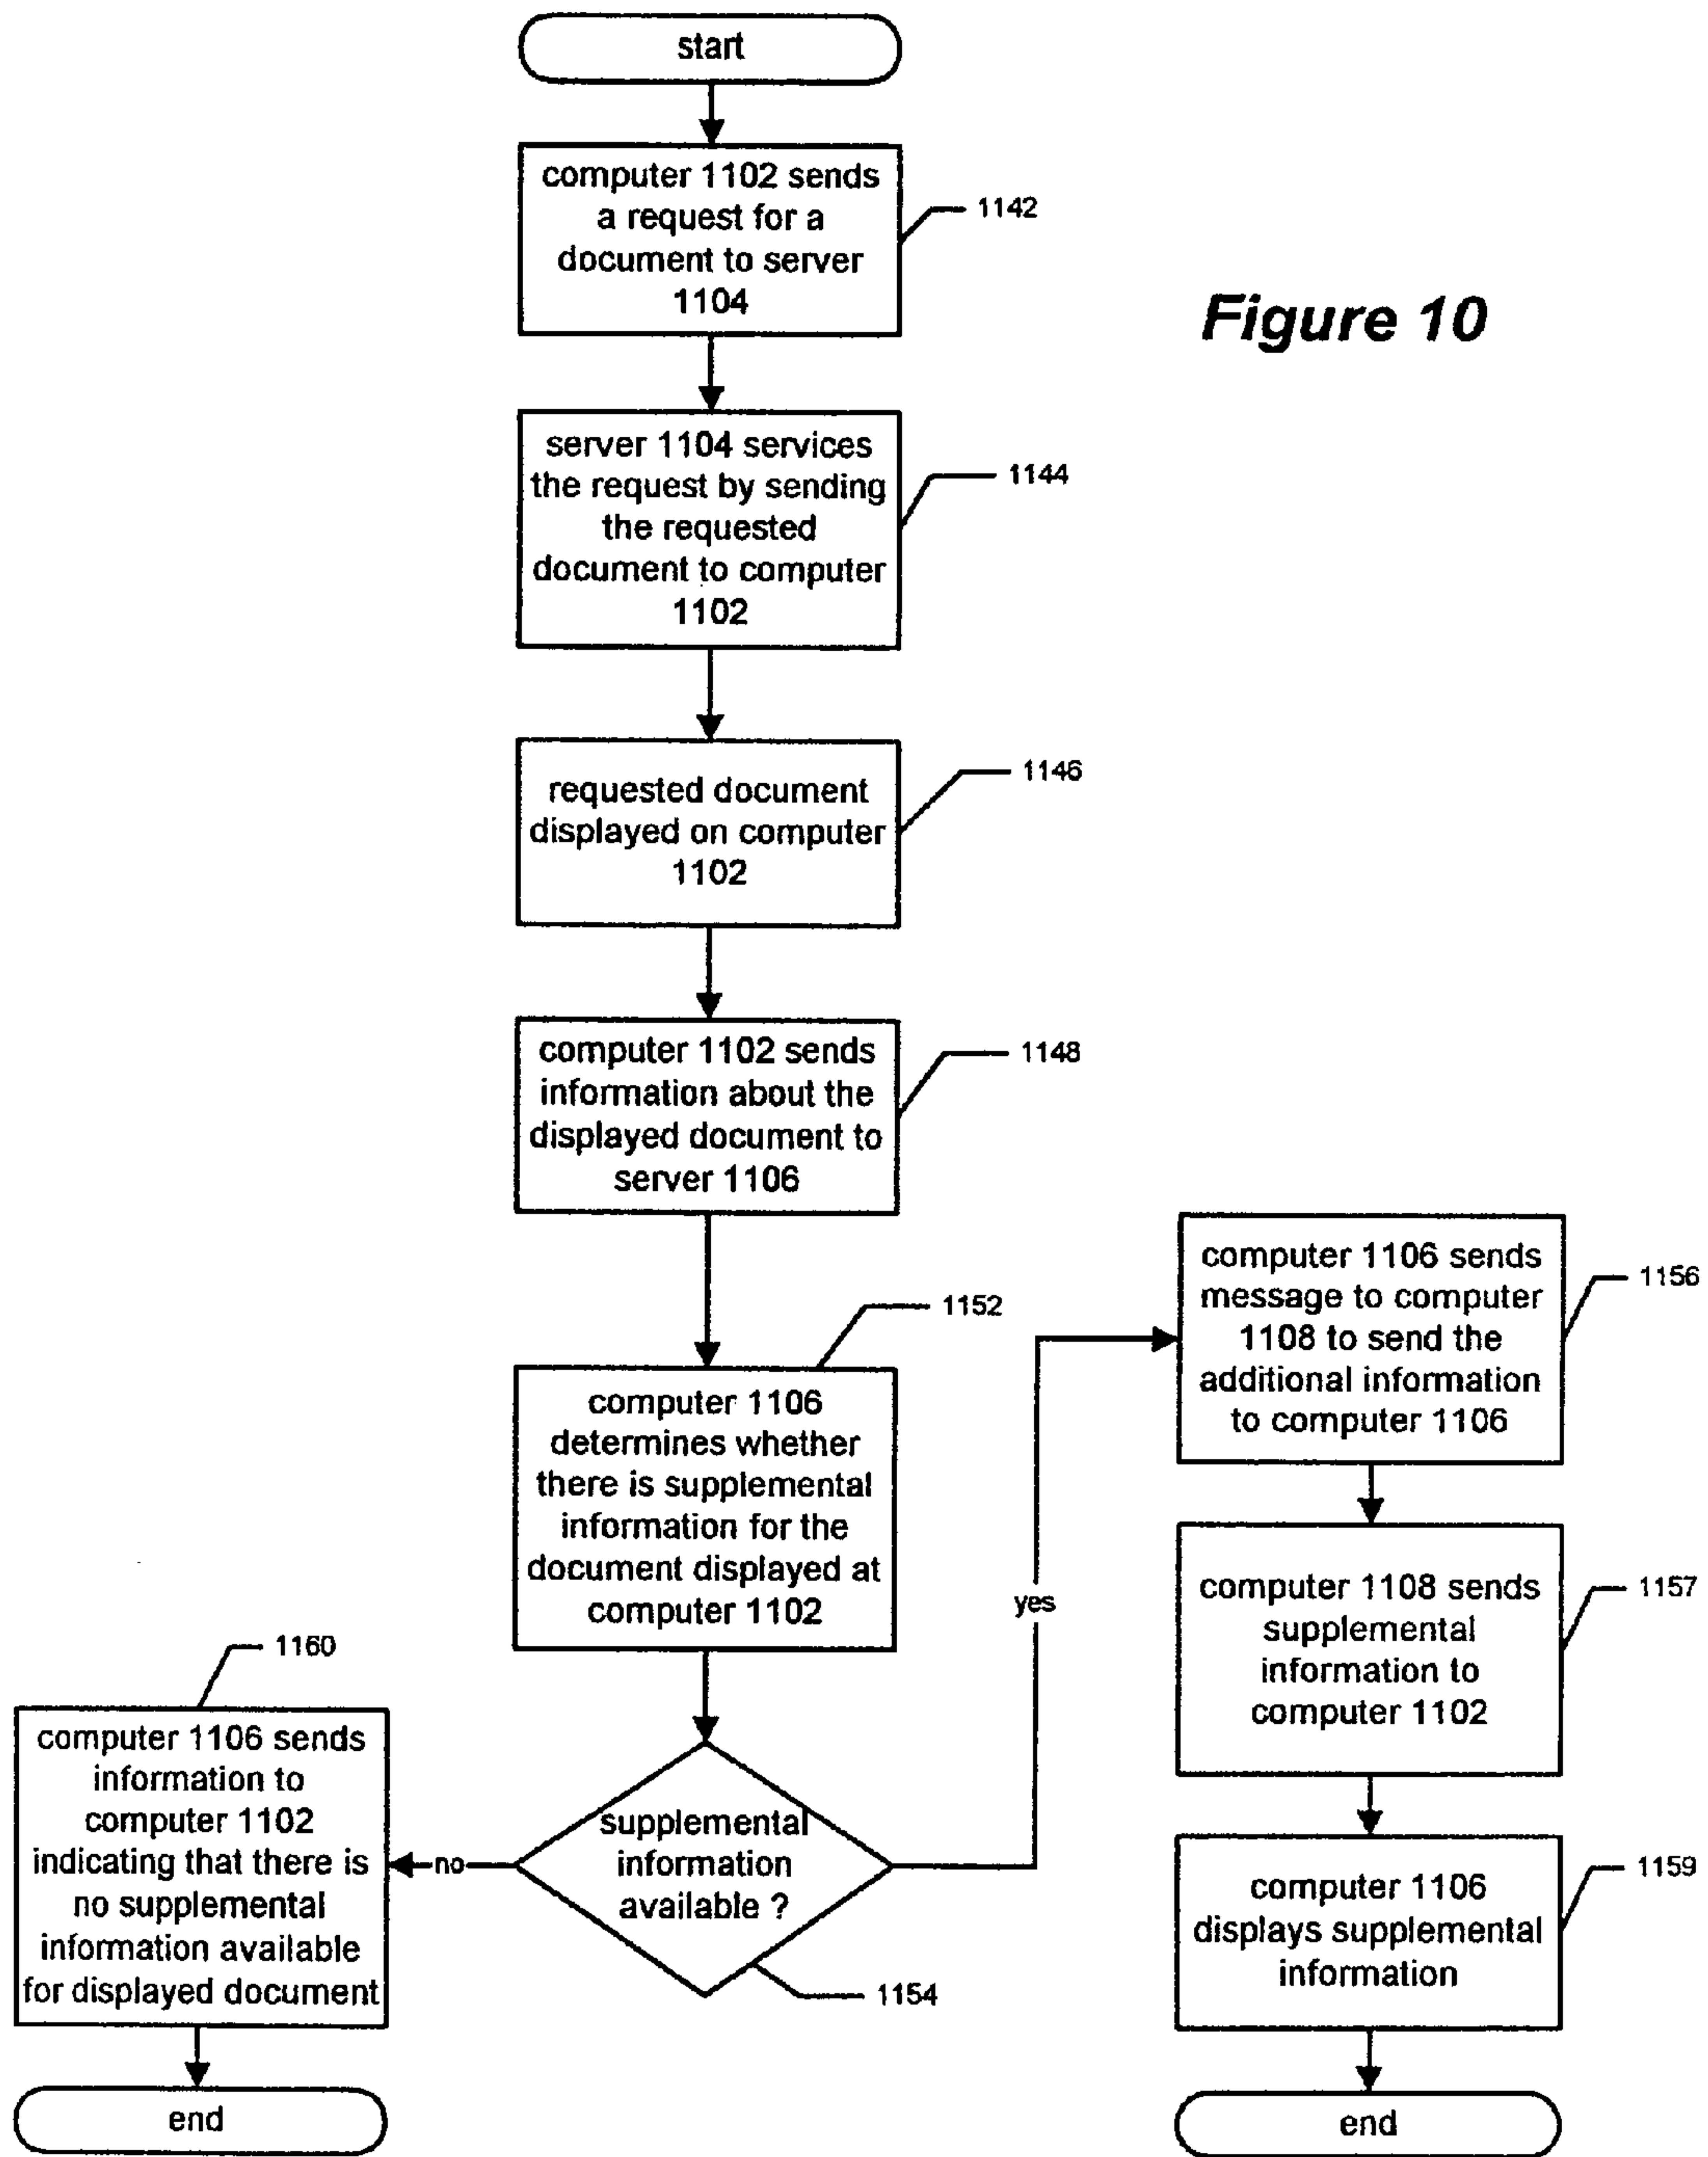 start
computer 1102 sends
a request for a
document to server
1104
1142
Figure 10
server 1104 services
the request by sending
the requested
document to computer
1102
1144
requested document
displayed on computer
1102
1146
computer 1102 sends
information about the
displayed document to
server 1106
1148
computer 1106
determines whether
there is supplemental
information for the
document displayed at
computer 1102
1152
supplemental
information
available ?
1154
no
yes
computer 1106 sends
information to
computer 1102
indicating that there is
no supplemental
information available
for displayed document
1160
end
computer 1106 sends
message to computer
1108 to send the
additional information
to computer 1106
1156
computer 1108 sends
supplemental
information to
computer 1102
1157
computer 1106
displays supplemental
information
1159
end